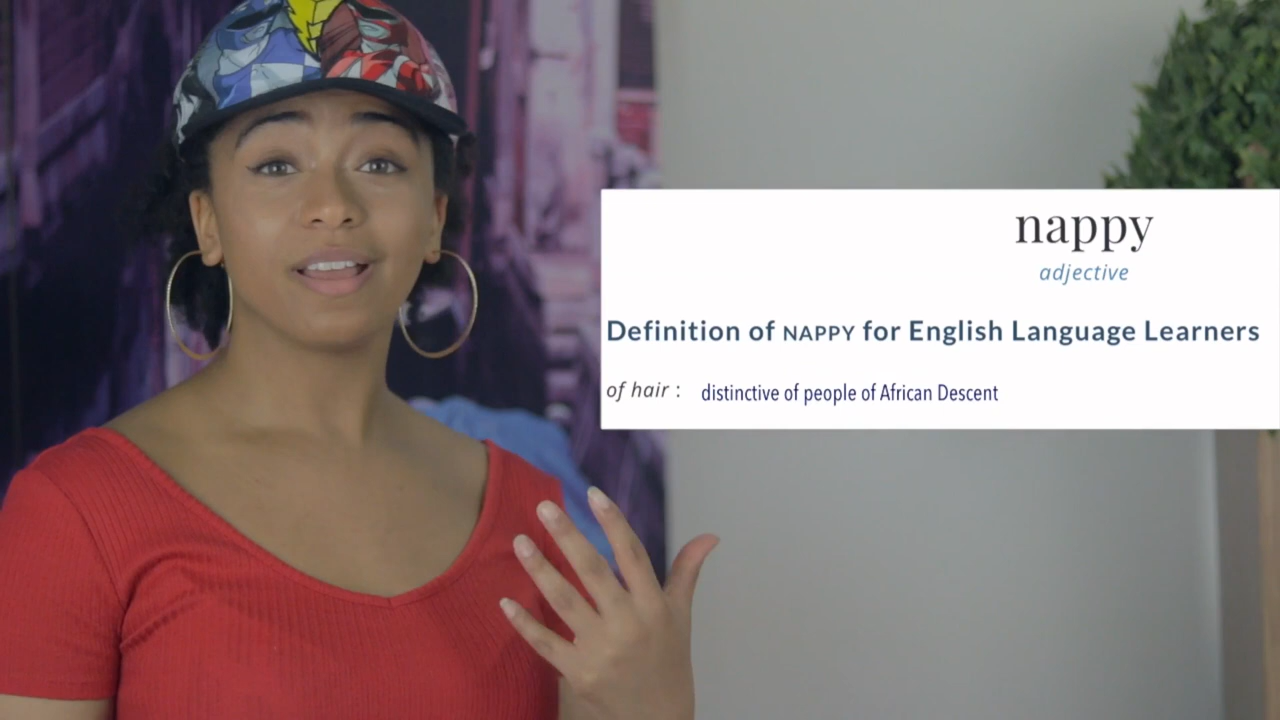 nappy
adjective
Definition of NAPPY for English Language Learners
of hair : distinctive of people of African Descent